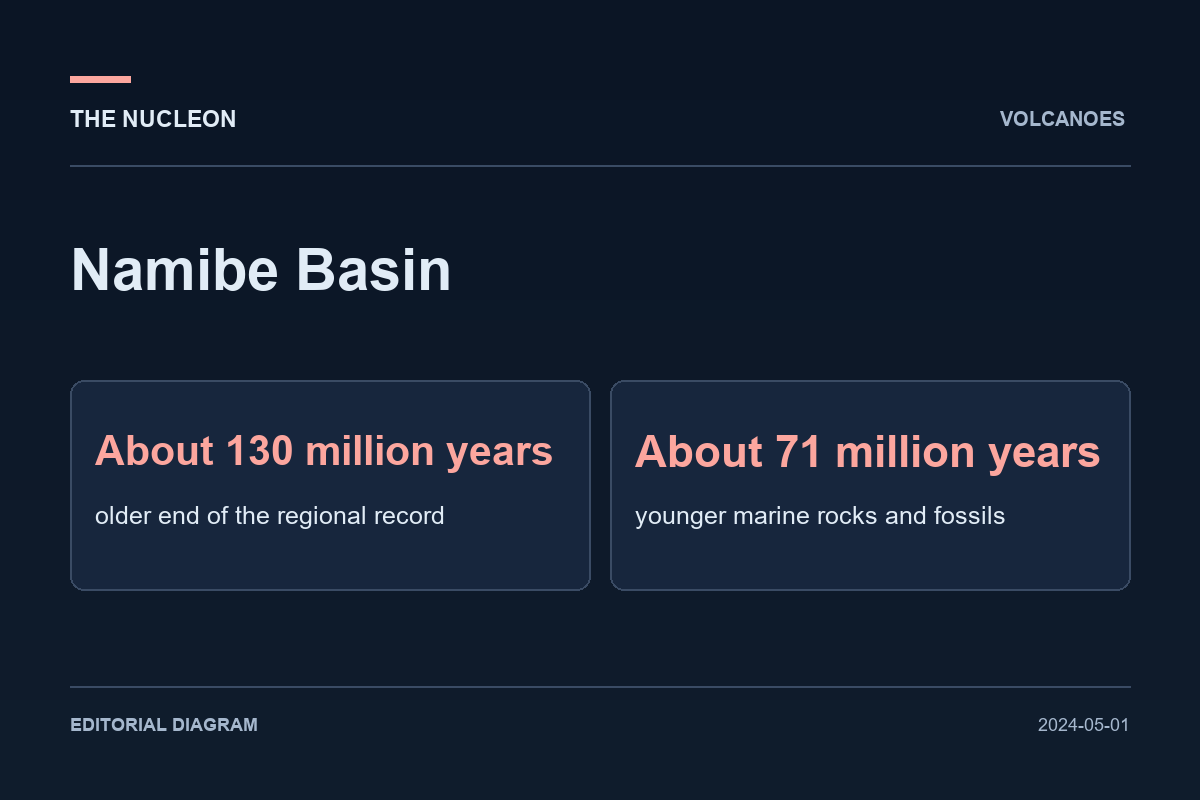 THE NUCLEON
VOLCANOES
Namibe Basin
About 130 million years
older end of the regional record
About 71 million years
younger marine rocks and fossils
EDITORIAL DIAGRAM
2024-05-01